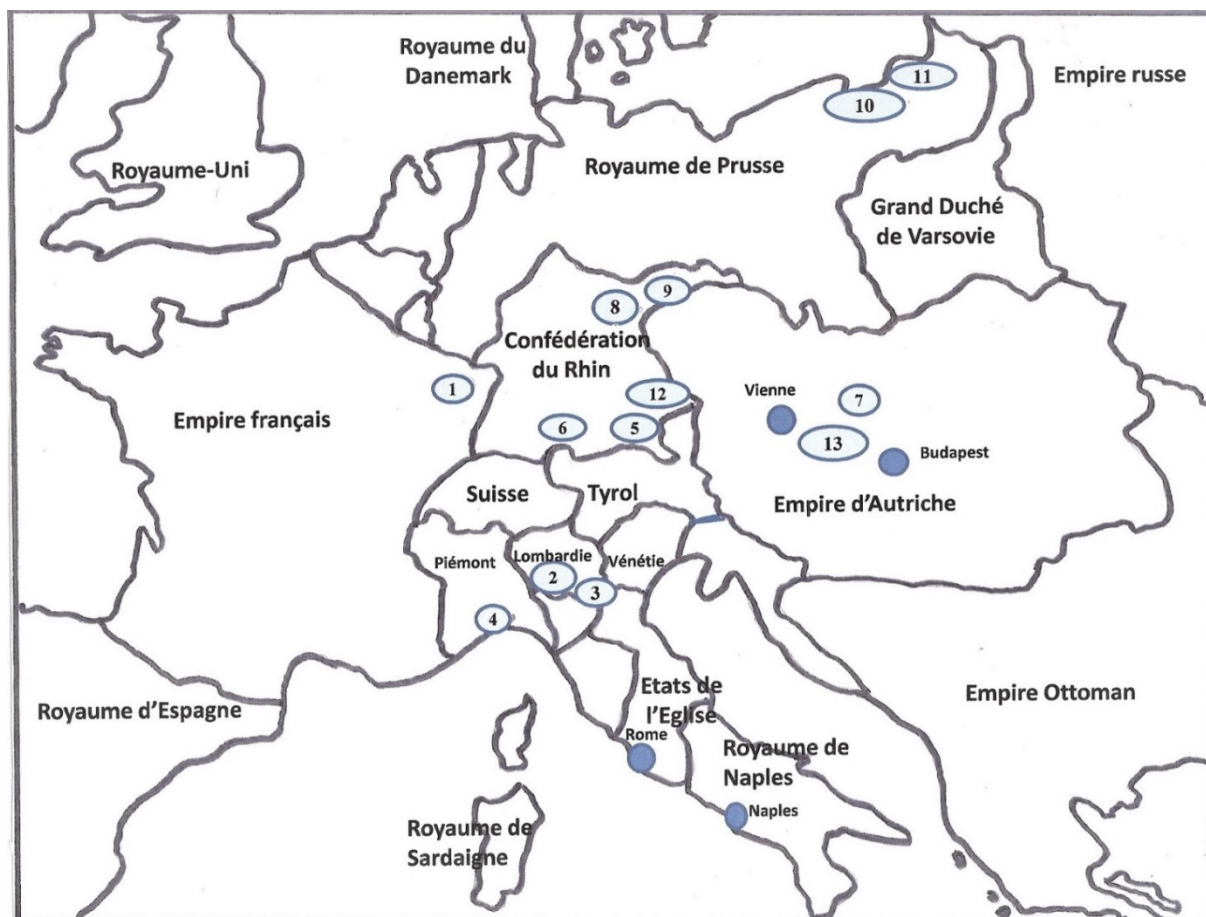 Royaume du
Danemark
Empire russe
11
10
Royaume-Uni
Royaume de Prusse
Grand Duché
de Varsovie
9
8
Confédération
du Rhin
1
12
Vienne
7
Empire français
6
5
13
Budapest
Suisse
Tyrol
Empire d’Autriche
Piémont
Lombardie
Vénétie
2
3
4
Royaume d’Espagne
Etats de
l’Eglise
Empire Ottoman
Rome
Royaume de
Naples
Naples
Royaume de
Sardaigne